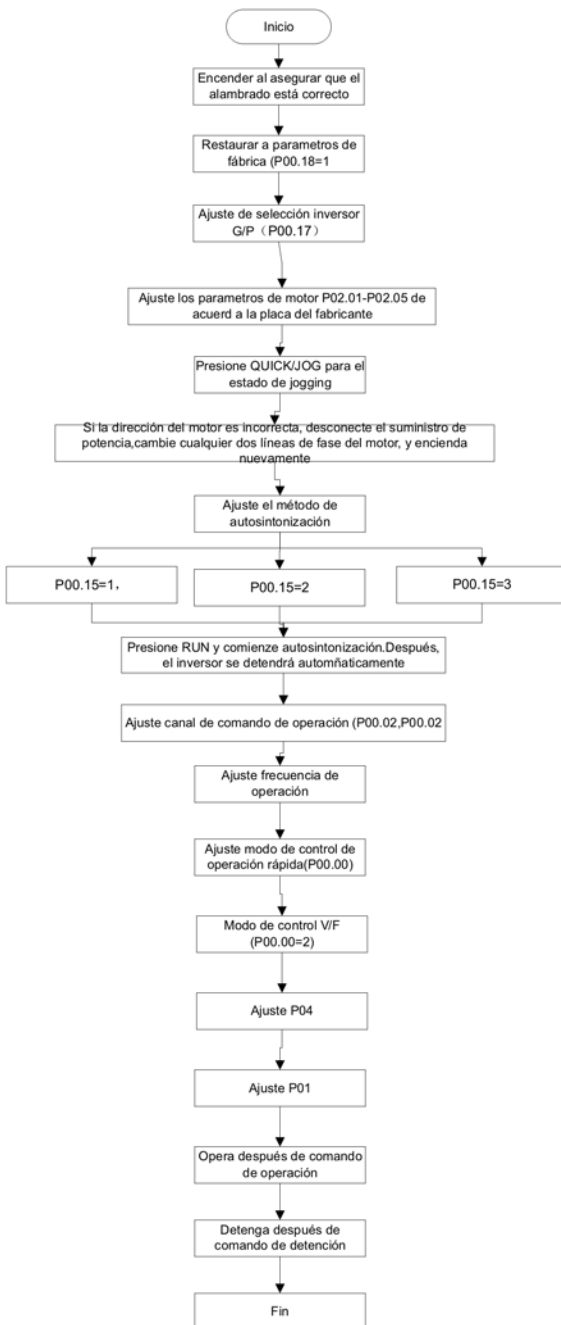 Inicio
Encender al asegurar que el
alambrado está correcto
Restaurar a parametros de
fábrica (P00.18=1
Ajuste de selección inversor
G/P（P00.17）
Ajuste los parametros de motor P02.01-P02.05 de
acuerd a la placa del fabricante
Presione QUICK/JOG para el
estado de jogging
Si la dirección del motor es incorrecta, desconecte el suministro de
potencia,cambie cualquier dos líneas de fase del motor, y encienda
nuevamente
Ajuste el método de
autosintonización
P00.15=1，
P00.15=2
P00.15=3
Presione RUN y comienze autosintonización.Después,
el inversor se detendrá automñaticamente
Ajuste canal de comando de operación (P00.02,P00.02
Ajuste frecuencia de
operación
Ajuste modo de control de
operación rápida(P00.00)
Modo de control V/F
(P00.00=2)
Ajuste P04
Ajuste P01
Opera después de comando
de operación
Detenga después de
comando de detención
Fin